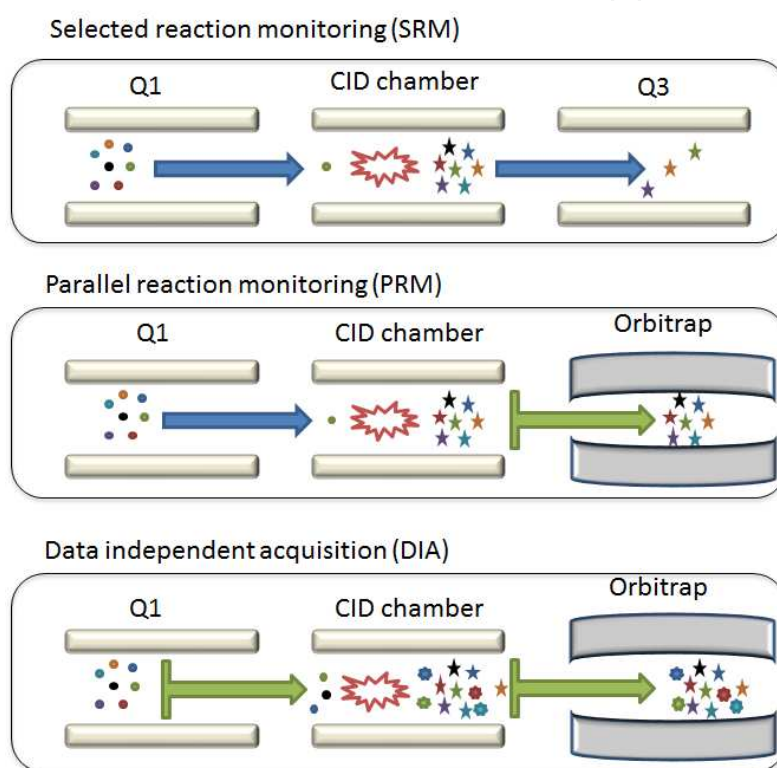 Selected reaction monitoring (SRM)
Q1 CID chamber Q3
Parallel reaction monitoring (PRM)
Q1 CID chamber Orbitrap
Data independent acquisition (DIA)
Q1 CID chamber Orbitrap